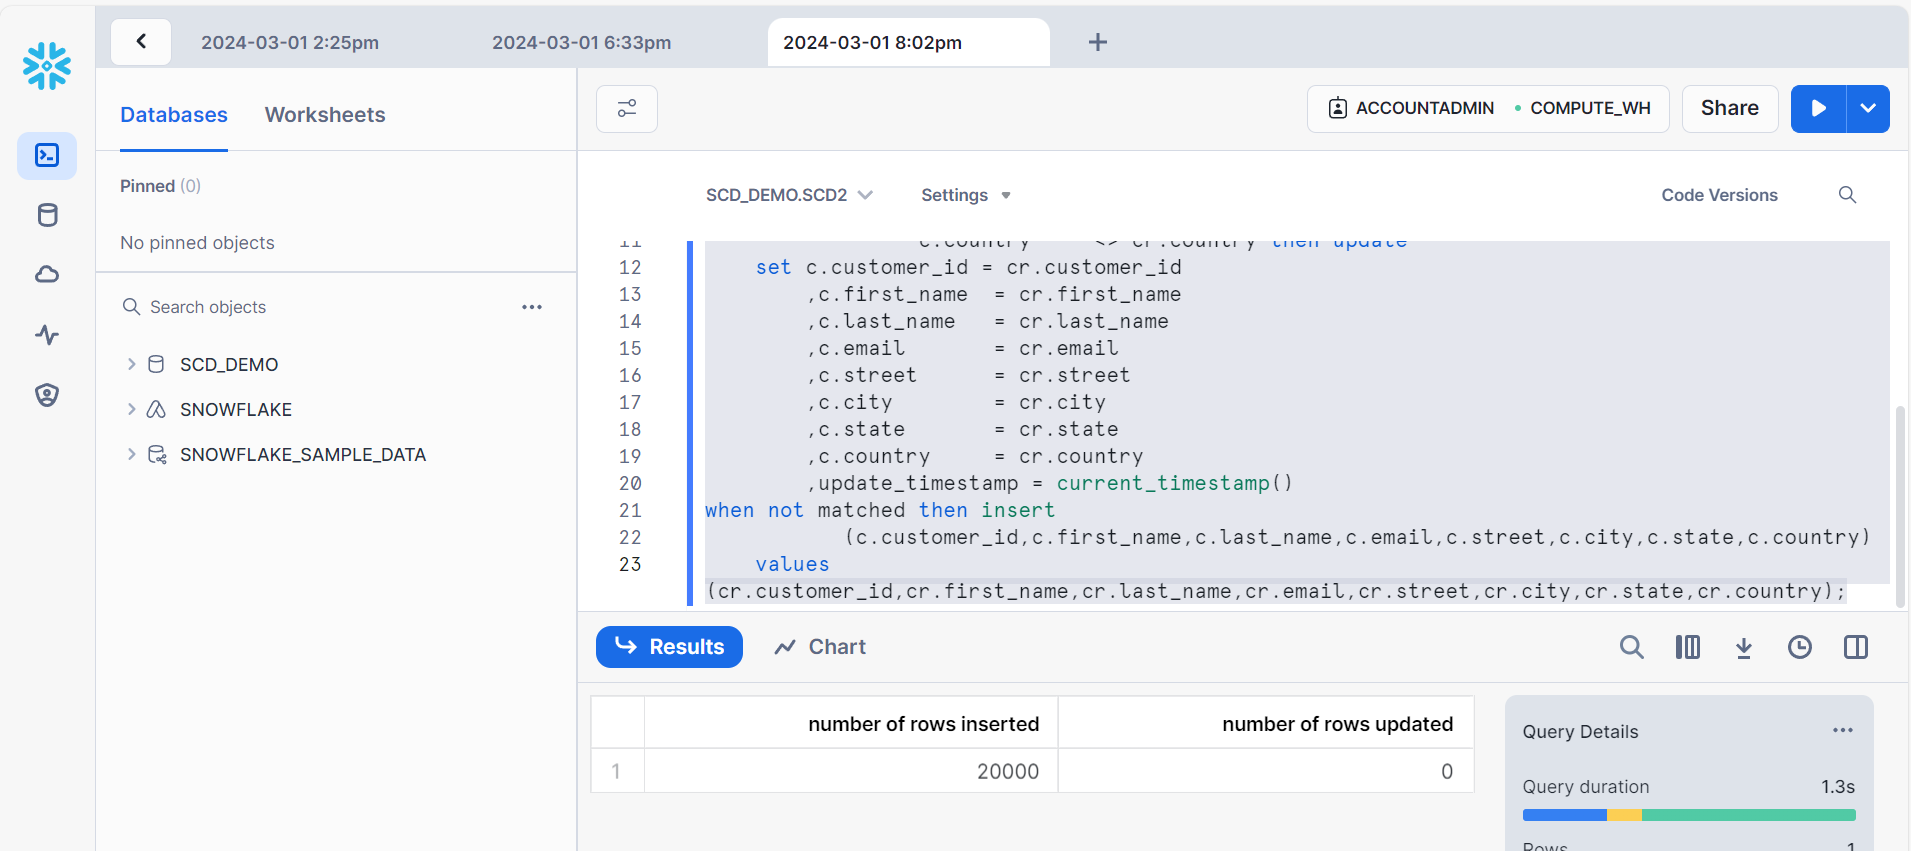 2024-03-01 2:25pm 2024-03-01 6:33pm 2024-03-01 8:02pm +
Databases Worksheets
ACCOUNTADMIN COMPUTE_WH Share
Pinned (0)
No pinned objects
Search objects ...
SCD_DEMO
SNOWFLAKE
SNOWFLAKE_SAMPLE_DATA
SCD_DEMO.SCD2 Settings Code Versions
11 c.country <> cr.country then update
12 set c.customer_id = cr.customer_id
13 ,c.first_name = cr.first_name
14 ,c.last_name = cr.last_name
15 ,c.email = cr.email
16 ,c.street = cr.street
17 ,c.city = cr.city
18 ,c.state = cr.state
19 ,c.country = cr.country
20 ,update_timestamp = current_timestamp()
21 when not matched then insert
22 (c.customer_id,c.first_name,c.last_name,c.email,c.street,c.city,c.state,c.country)
23 values
(cr.customer_id,cr.first_name,cr.last_name,cr.email,cr.street,cr.city,cr.state,cr.country);
Results Chart
number of rows inserted number of rows updated
1 20000 0
Query Details ...
Query duration 1.3s
Rows 1